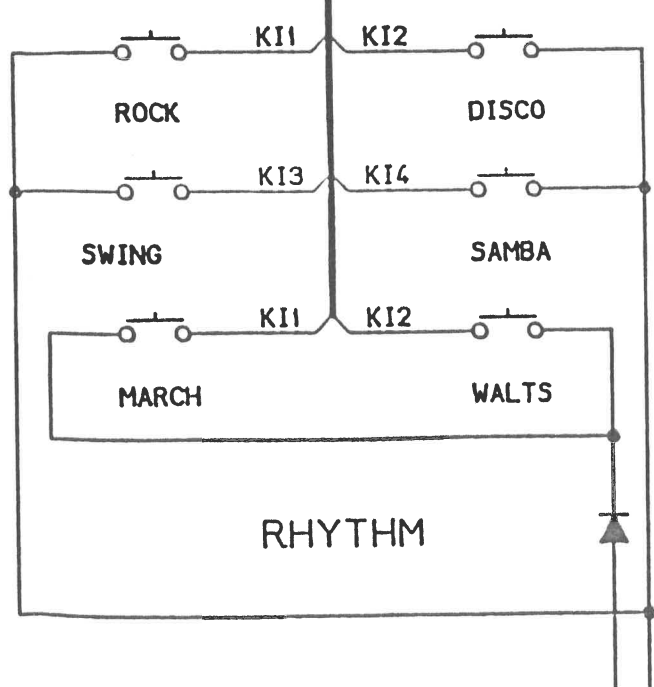 KI1 KI2
ROCK DISCO
KI3 KI4
SWING SAMBA
KI1 KI2
MARCH WALTS
RHYTHM